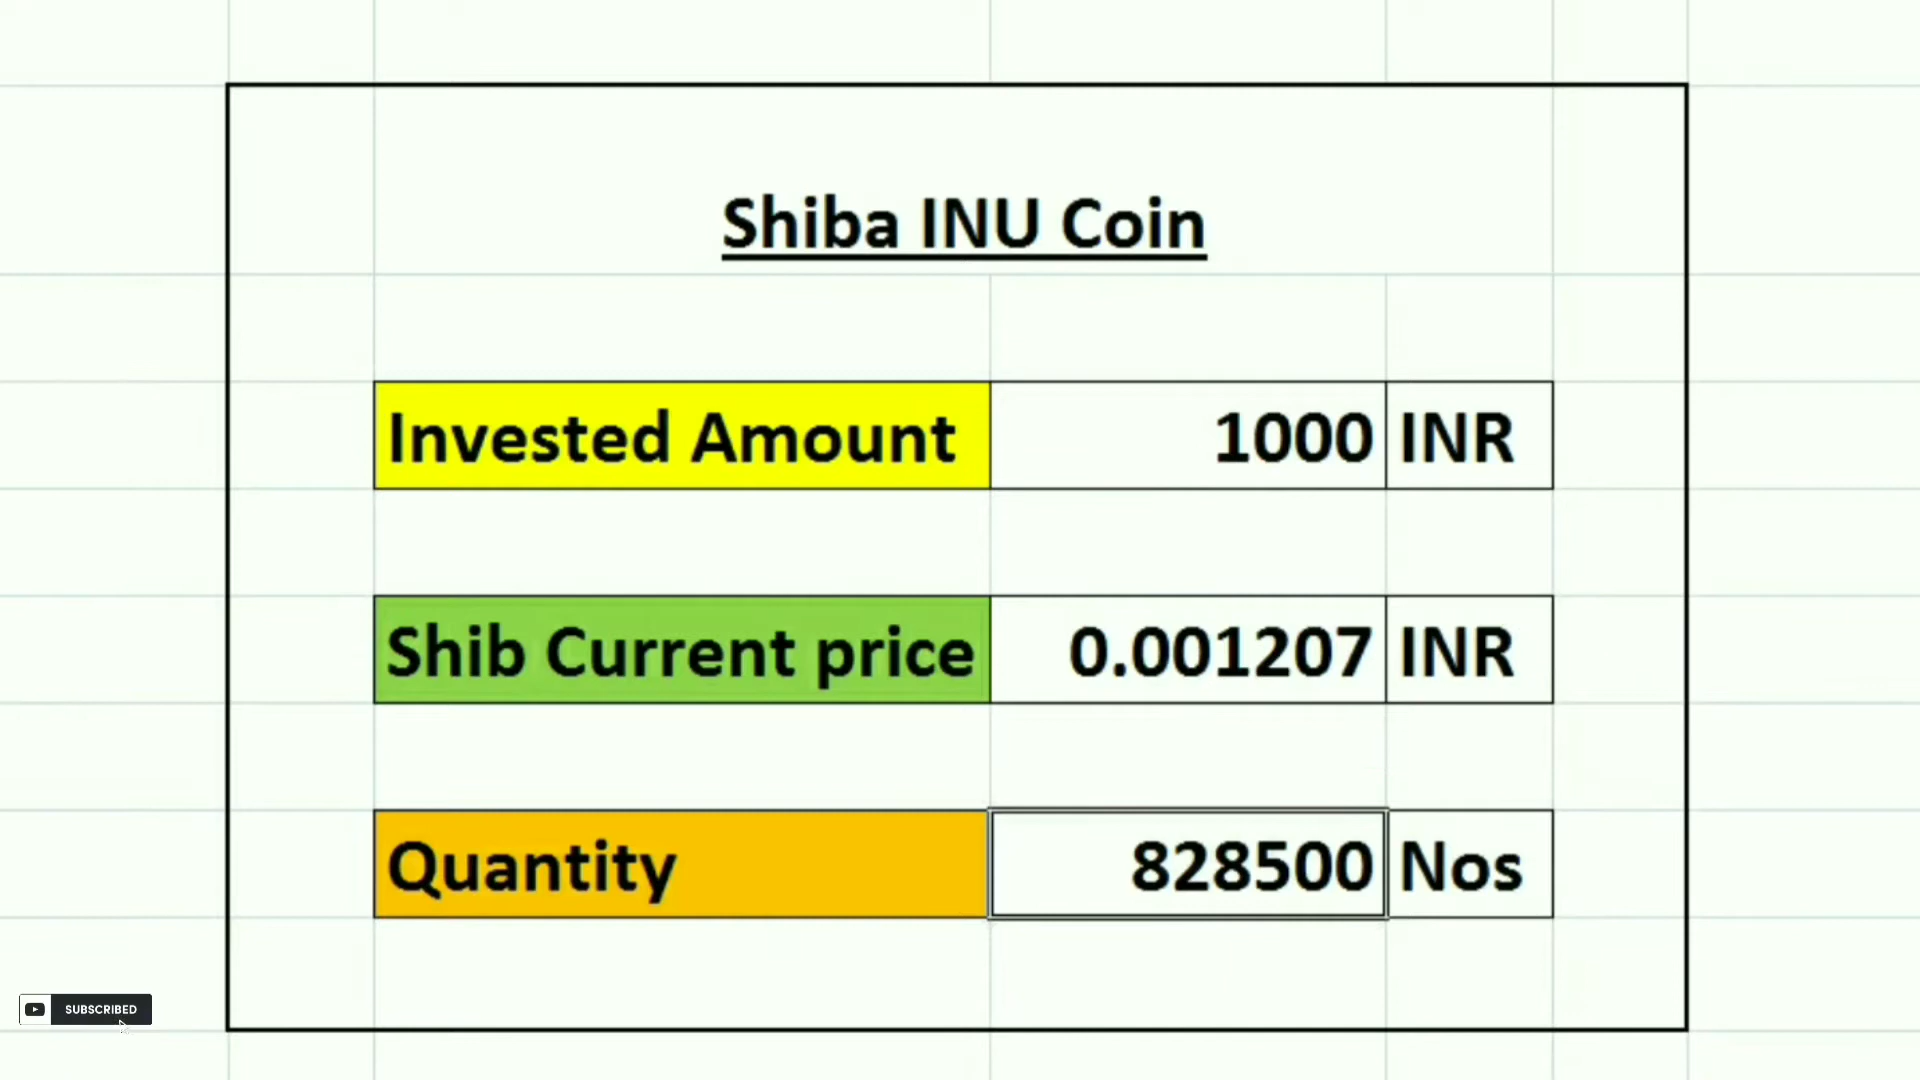 Shiba INU Coin
Invested Amount 1000 INR
Shib Current price 0.001207 INR
Quantity 828500 Nos
SUBSCRIBED